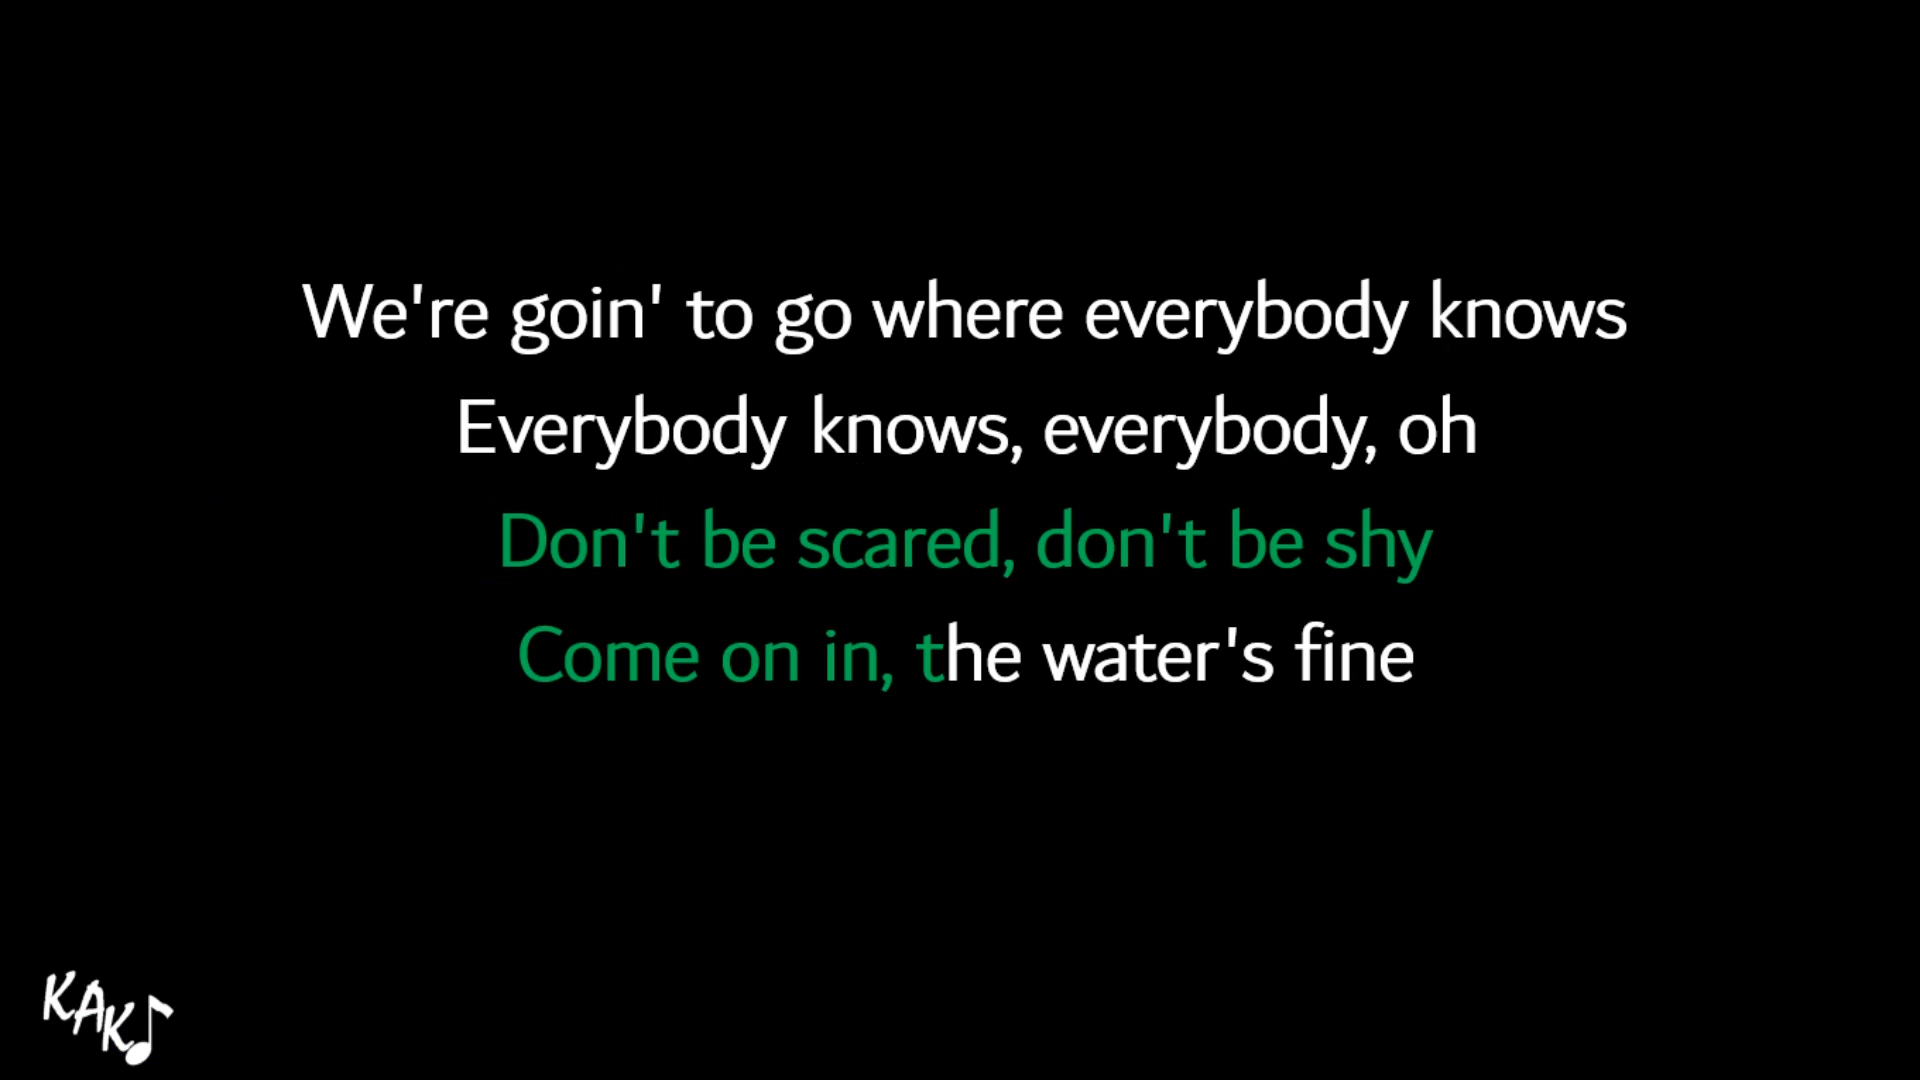 We're goin' to go where everybody knows
Everybody knows, everybody, oh
Don't be scared, don't be shy
Come on in, the water's fine
KAK